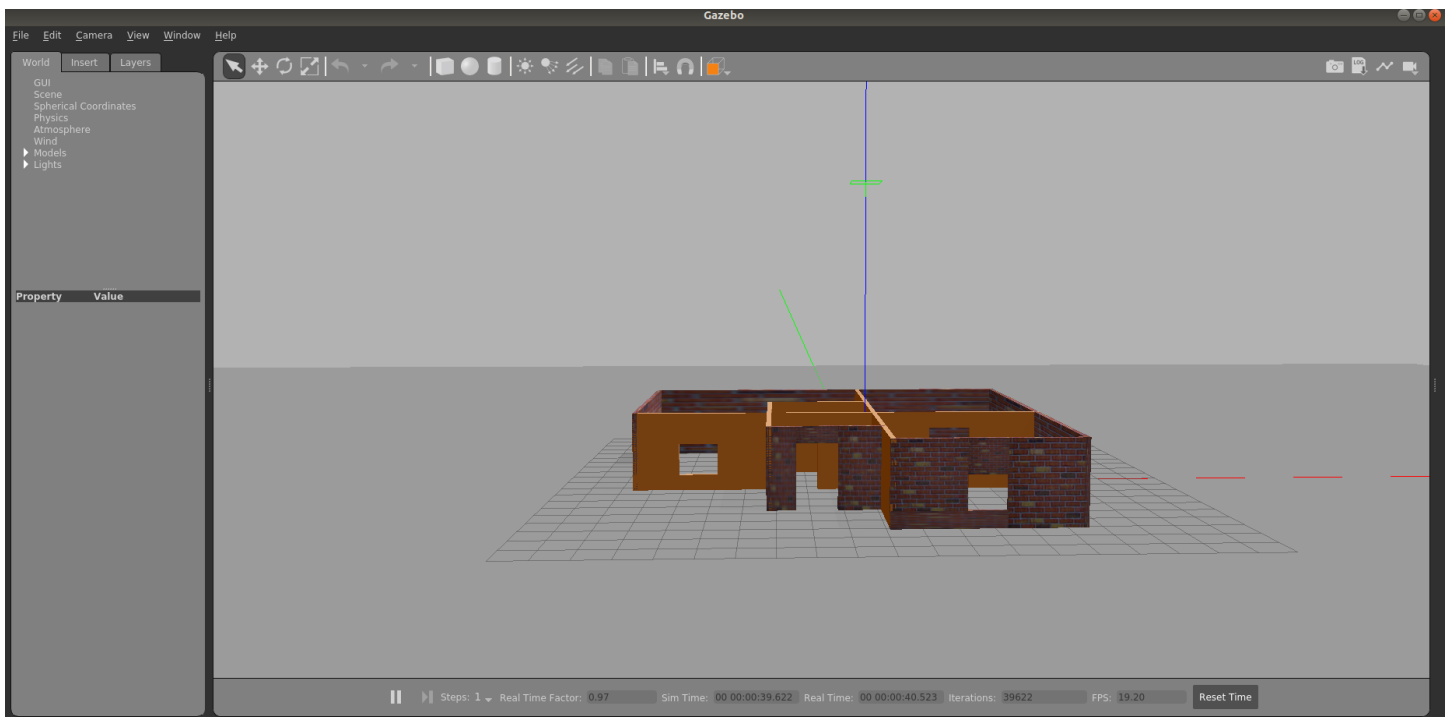 Gazebo
File Edit Camera View Window Help
World Insert Layers
GUI
Scene
Spherical Coordinates
Physics
Atmosphere
Wind
Models
Lights
Property Value
LOG
Steps: 1 Real Time Factor: 0.97 Sim Time: 00 00:00:39.622 Real Time: 00 00:00:40.523 Iterations: 39622 FPS: 19.20 Reset Time